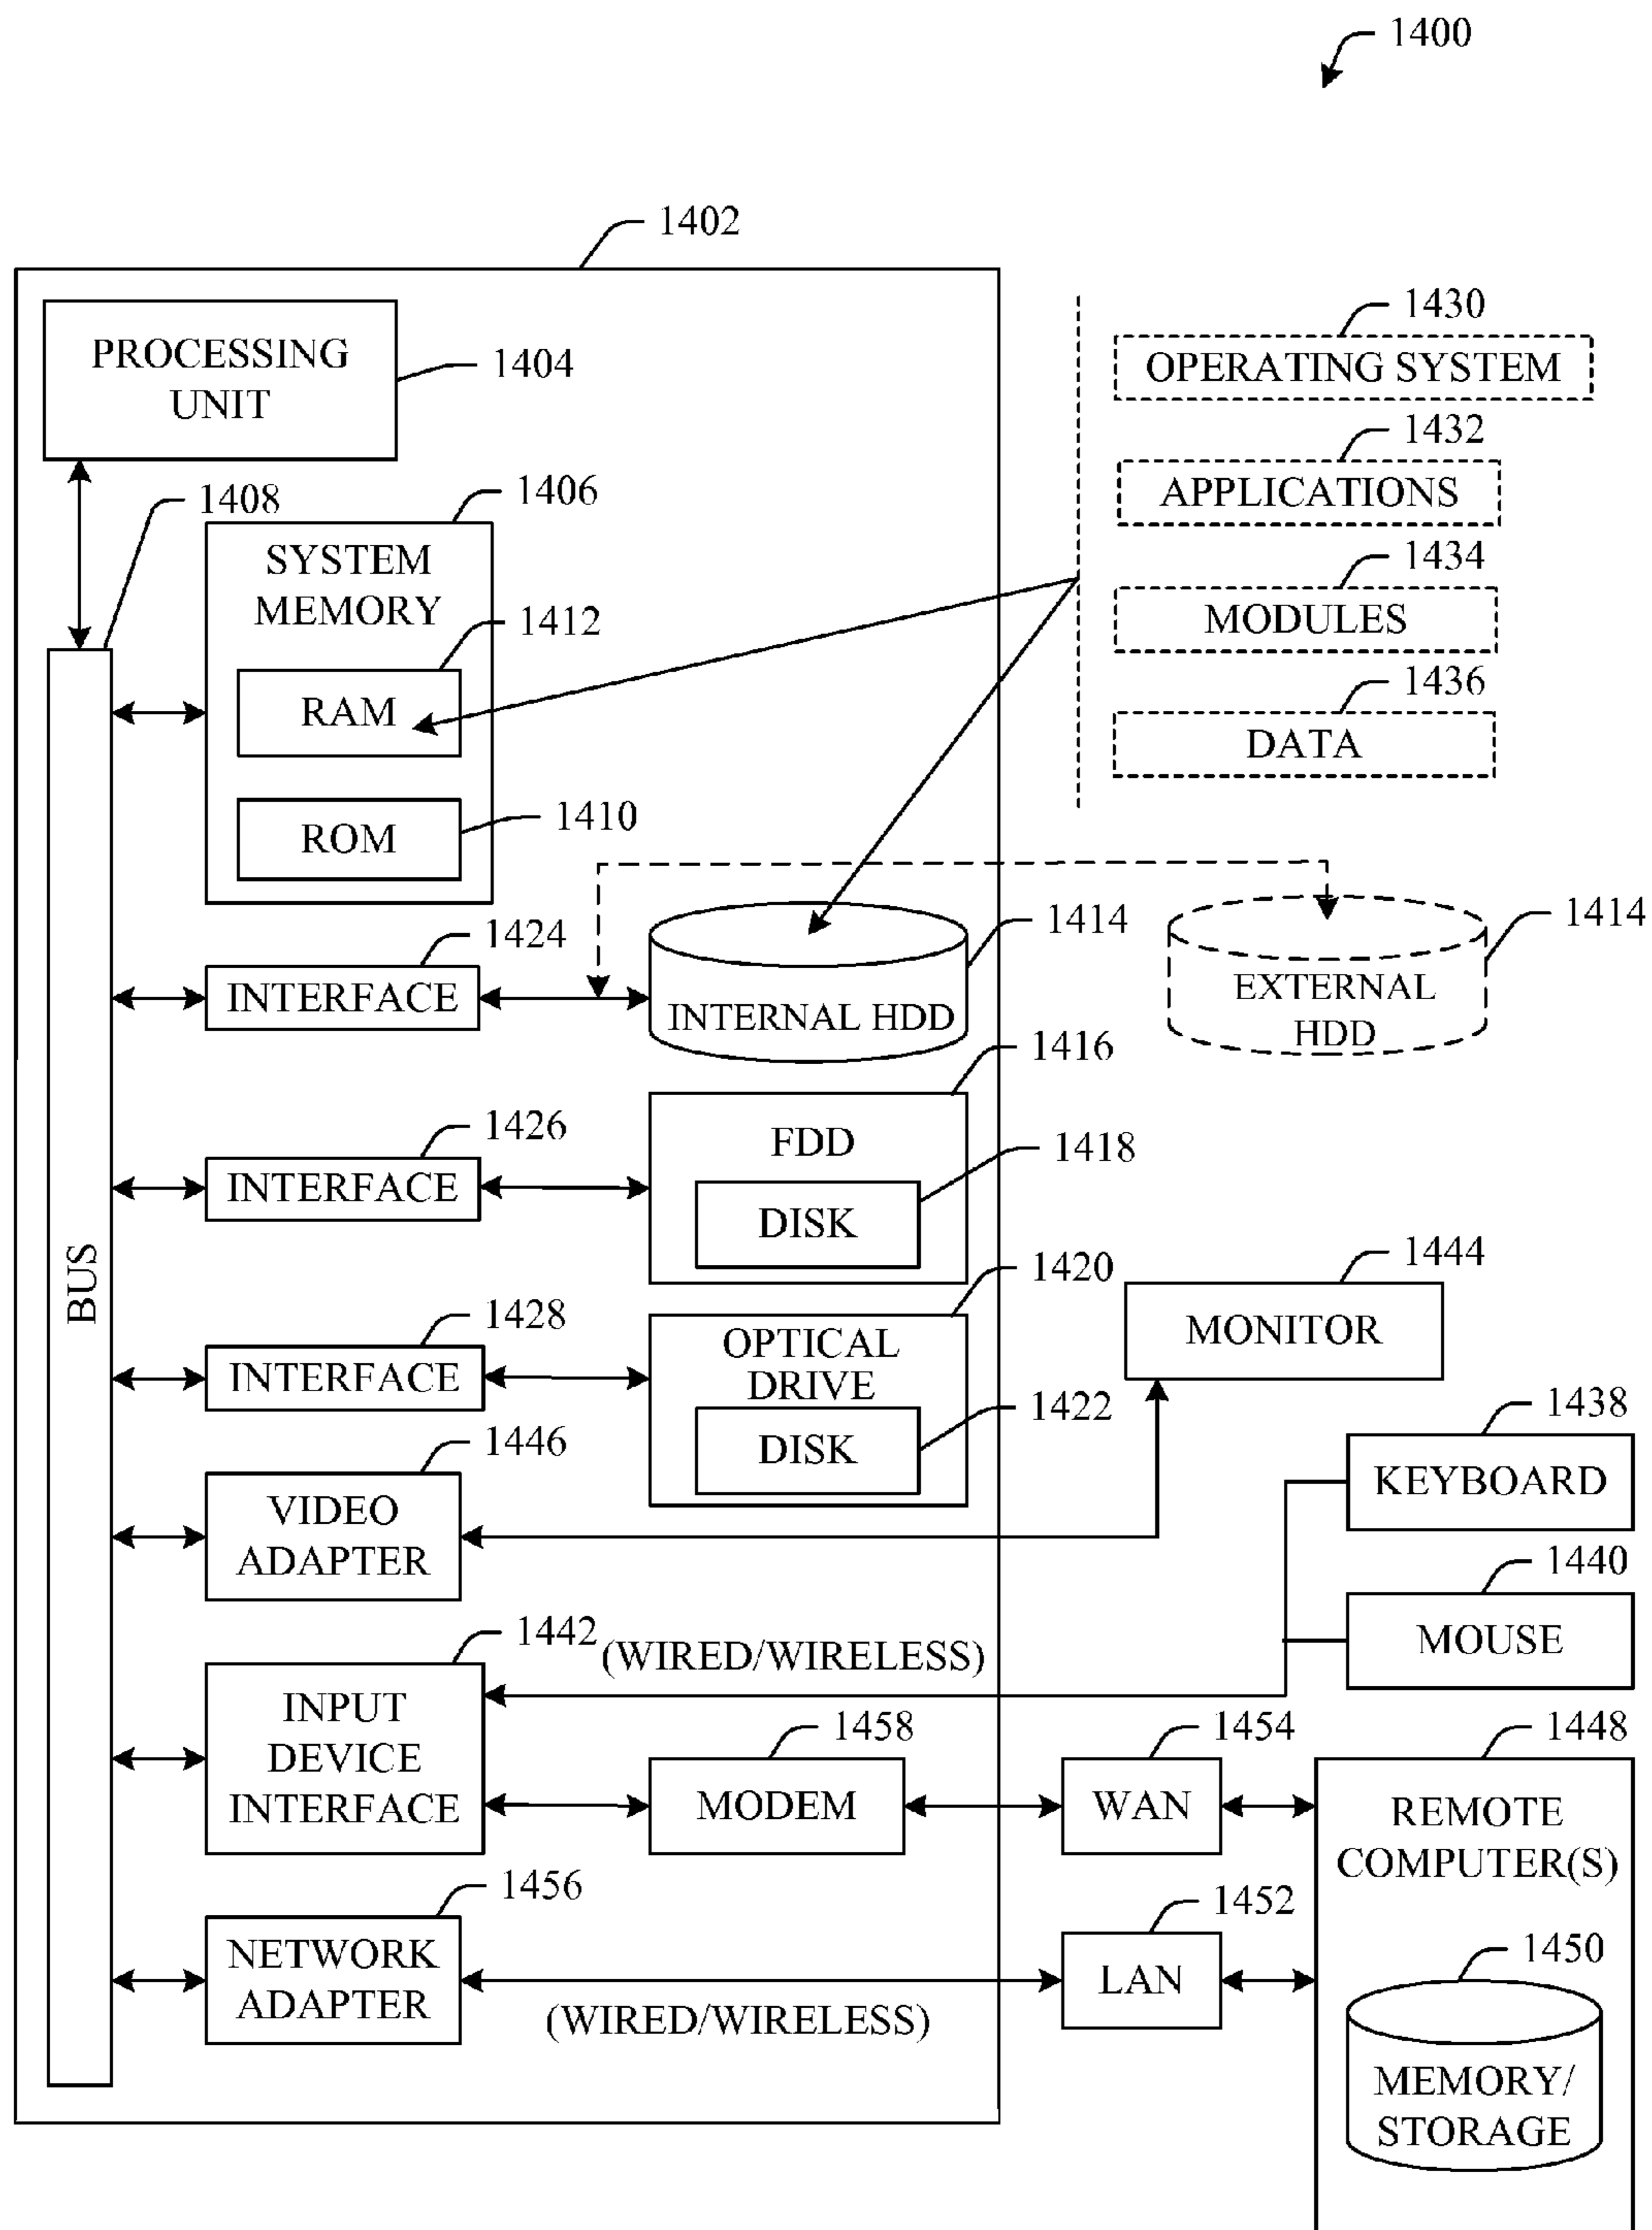 1400
1402
PROCESSING
UNIT
1404
1430
OPERATING SYSTEM
1432
APPLICATIONS
1434
MODULES
1436
DATA
1408
1406
SYSTEM
MEMORY
1412
RAM
1410
ROM
1424
INTERFACE
1414
INTERNAL HDD
1414
EXTERNAL
HDD
1416
FDD
1426
INTERFACE
1418
DISK
BUS
1420
OPTICAL
DRIVE
1428
INTERFACE
1422
DISK
1444
MONITOR
1446
VIDEO
ADAPTER
1438
KEYBOARD
1440
MOUSE
1442
(WIRED/WIRELESS)
INPUT
DEVICE
INTERFACE
1458
MODEM
1454
WAN
1448
REMOTE
COMPUTER(S)
1456
NETWORK
ADAPTER
(WIRED/WIRELESS)
1452
LAN
1450
MEMORY/
STORAGE